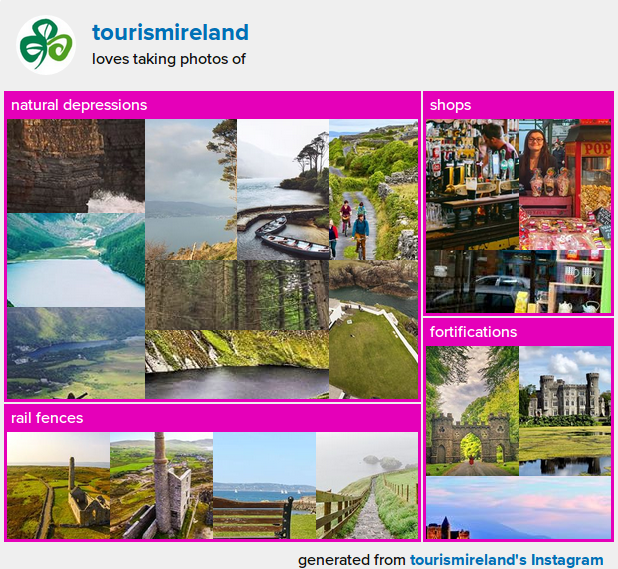 tourismireland
loves taking photos of
natural depressions
shops
POP
fortifications
rail fences
generated from tourismireland's Instagram